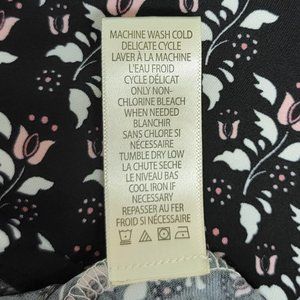 MACHINE WASH COLD
DELICATE CYCLE
LAVER À LA MACHINE
L'EAU FROID
CYCLE DÉLICAT
ONLY NON-
CHLORINE BLEACH
WHEN NEEDED
BLANCHIR
SANS CHLORE SI
NÉCESSAIRE
TUMBLE DRY LOW
LA CHUTE SÈCHE
LE NIVEAU BAS
COOL IRON IF
NECESSARY
REPASSER AU FER
FROID SI NÉCESSAIRE